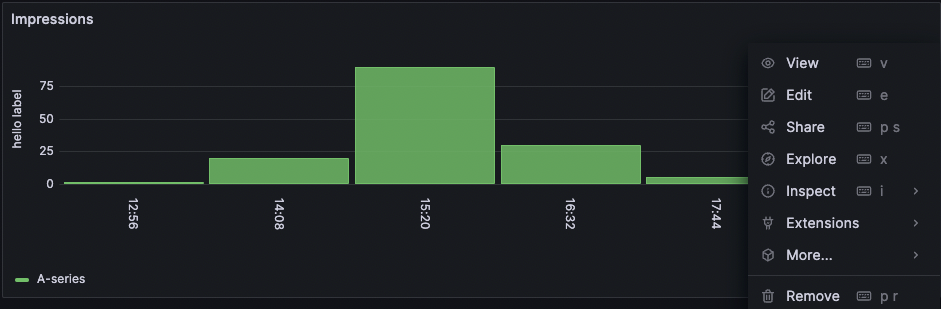 Impressions
hello label
75
50
25
0
12:56
14:08
15:20
16:32
17:44
A-series
View v
Edit e
Share p s
Explore x
Inspect i
Extensions
More...
Remove p r